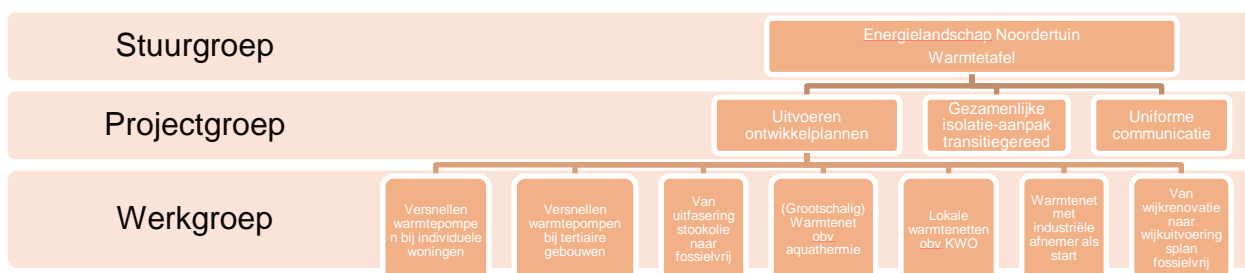 Stuurgroep
Energielandschap Noordertuin
Warmtetafel
Projectgroep
Uitvoeren
ontwikkelplannen
Gezamenlijke
isolatie-aanpak
transitiegereed
Uniforme
communicatie
Werkgroep
Versnellen
warmtepompe
n bij individuele
woningen
Versnellen
warmtepompen
bij tertiaire
gebouwen
Van
uitfasering
stookolie
naar
fossielvrij
(Grootschalig)
Warmtenet
obv
aquathermie
Lokale
warmtenetten
obv KWO
Warmtenet
met
industriële
afnemer als
start
Van
wijkrenovatie
naar
wijkuitvoering
splan
fossielvrij